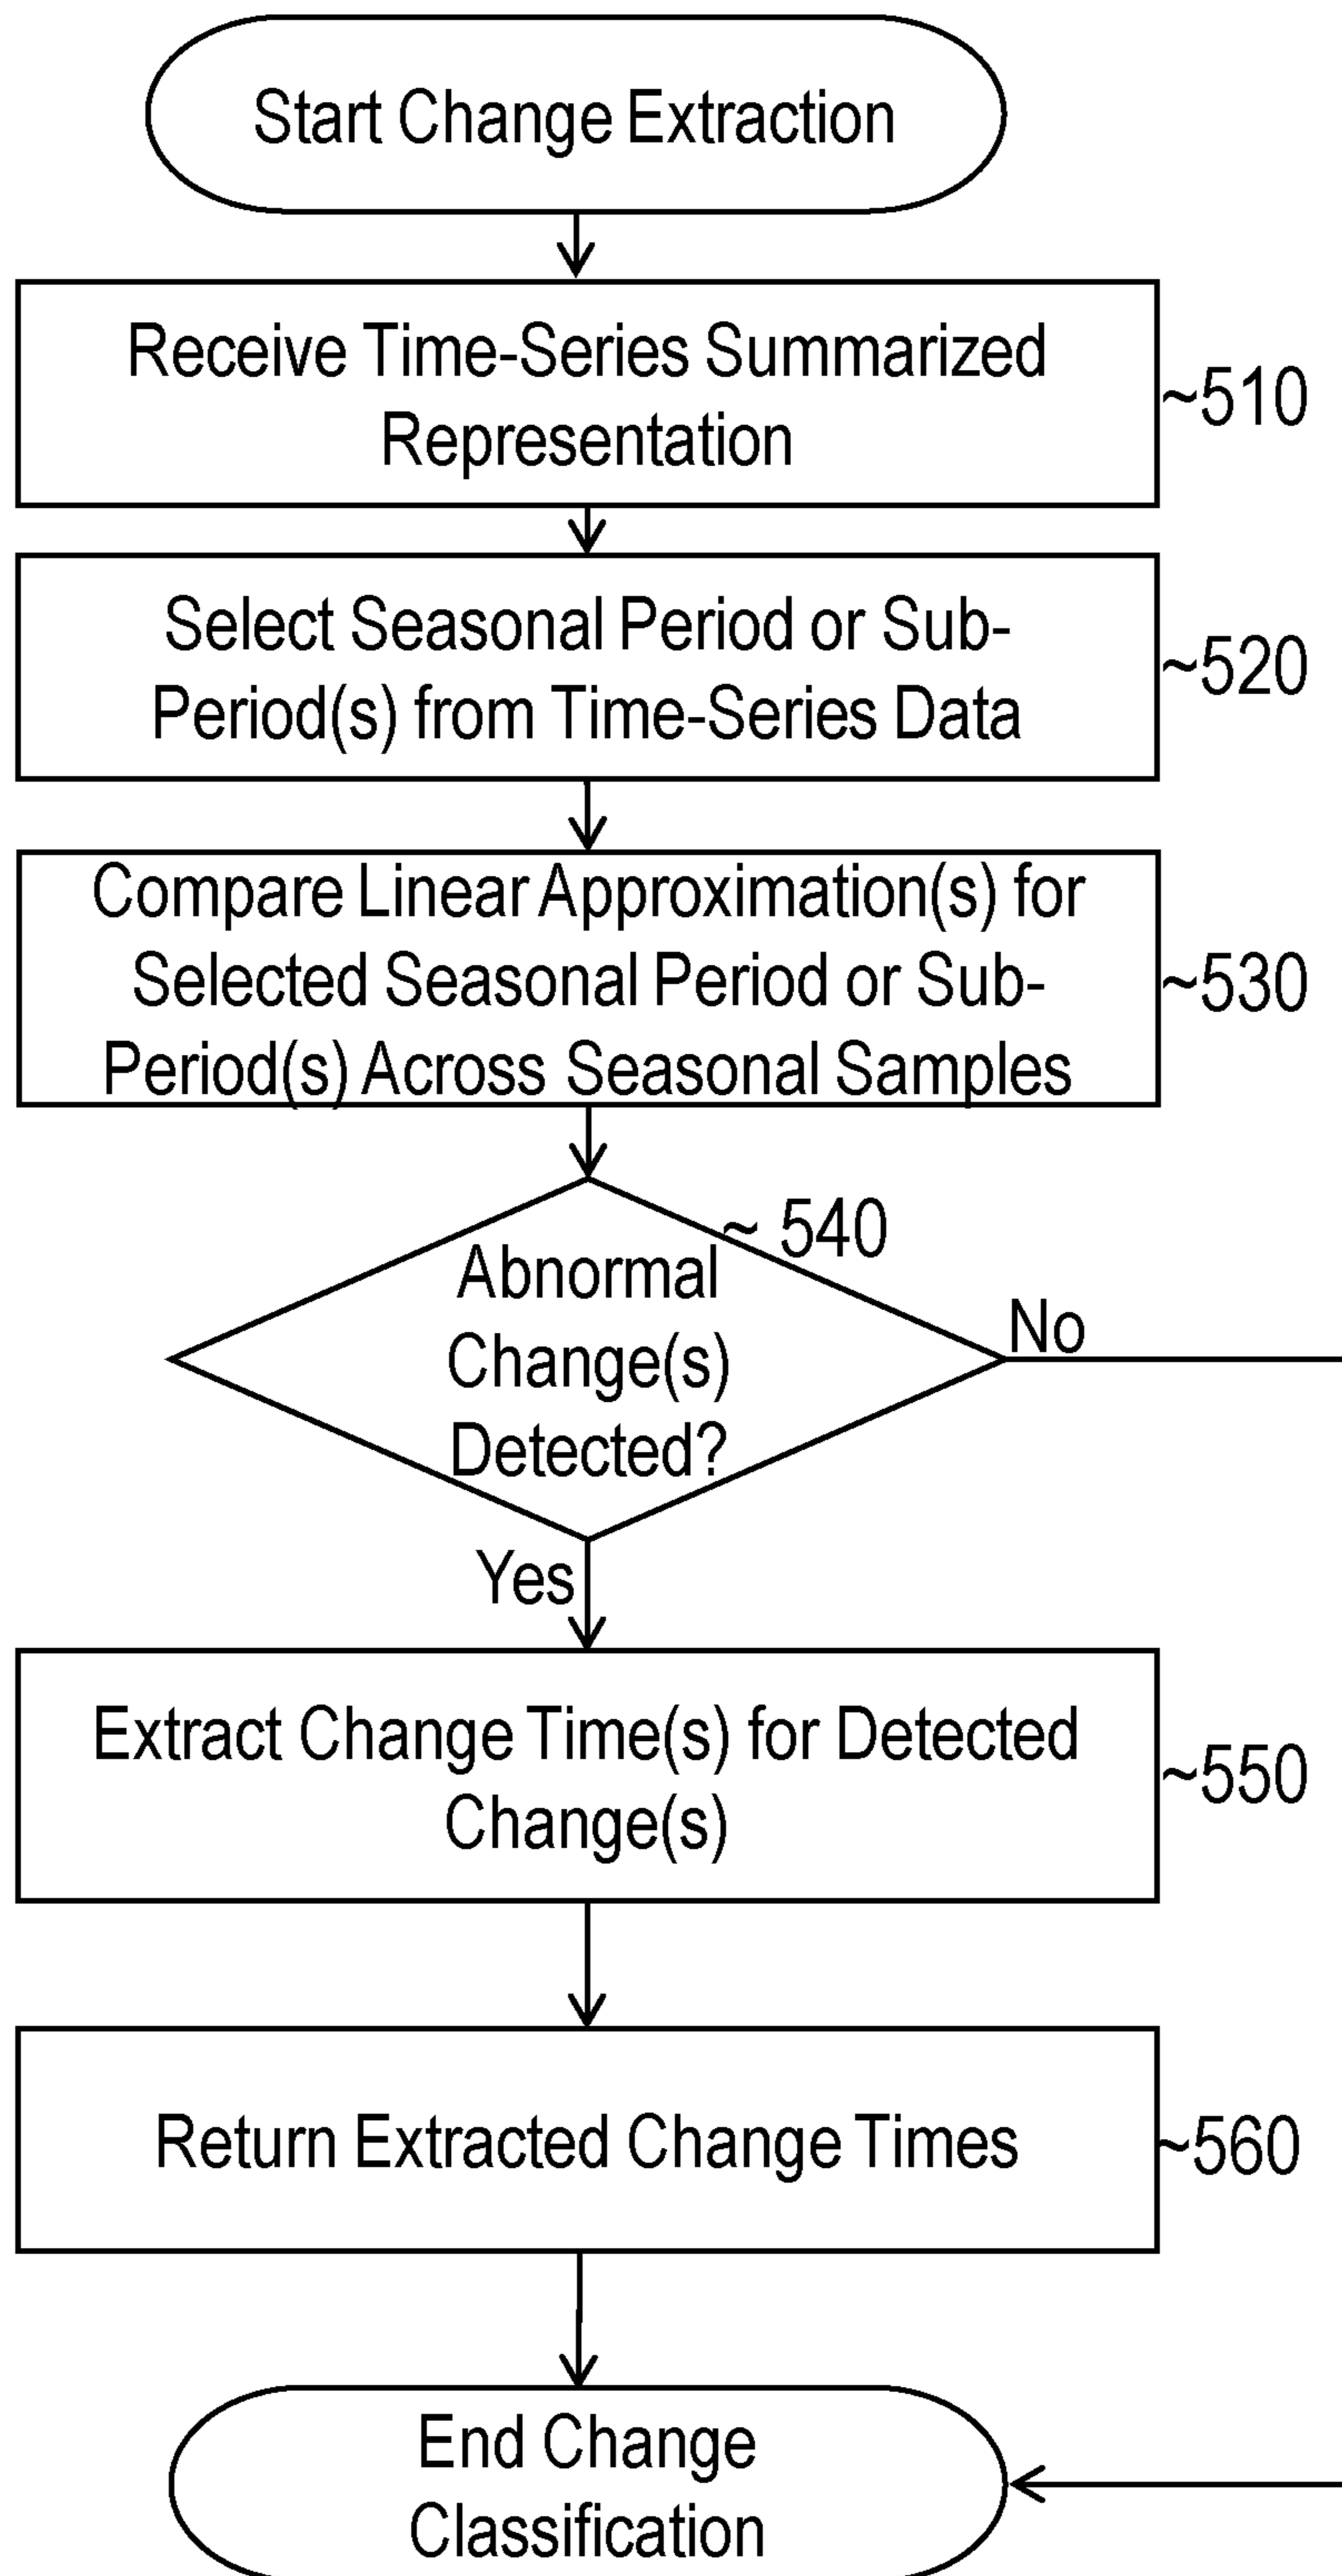 Start Change Extraction
Receive Time-Series Summarized
Representation
~510
Select Seasonal Period or Sub-
Period(s) from Time-Series Data
~520
Compare Linear Approximation(s) for
Selected Seasonal Period or Sub-
Period(s) Across Seasonal Samples
~530
~ 540
Abnormal
Change(s)
Detected?
No
Yes
Extract Change Time(s) for Detected
Change(s)
~550
Return Extracted Change Times
~560
End Change
Classification